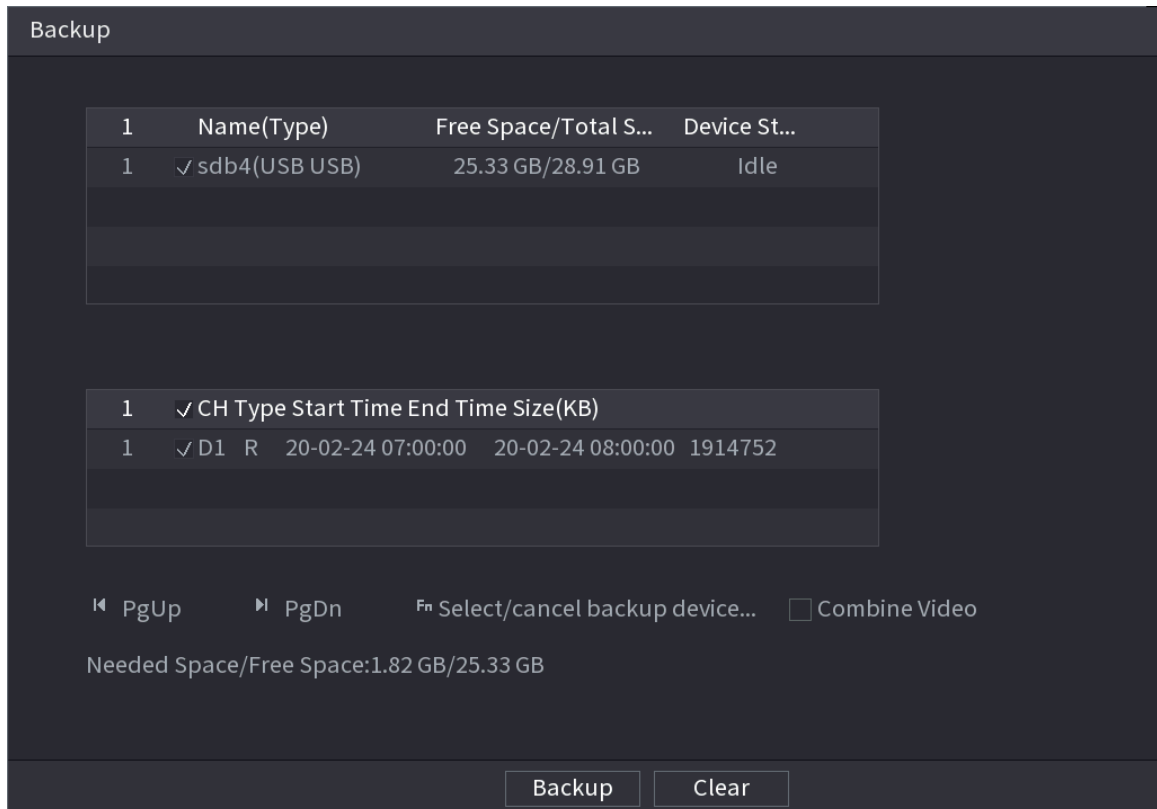 Backup
1 Name(Type) Free Space/Total S... Device St...
1 sdb4(USB USB) 25.33 GB/28.91 GB Idle
1 CH Type Start Time End Time Size(KB)
1 D1 R 20-02-24 07:00:00 20-02-24 08:00:00 1914752
PgUp PgDn Fn Select/cancel backup device... Combine Video
Needed Space/Free Space:1.82 GB/25.33 GB
Backup Clear